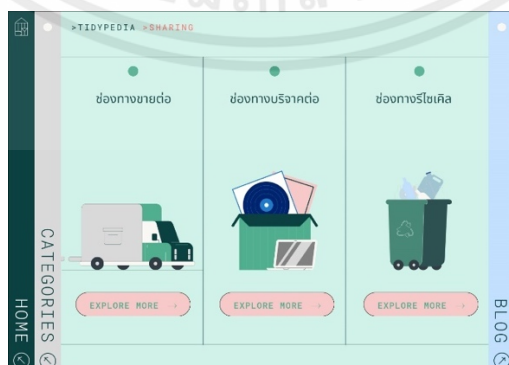 >TIDYPEDIA >SHARING
ช่องทางขายต่อ
ช่องทางบริจาคต่อ
ช่องทางรีไซเคิล
EXPLORE MORE →
EXPLORE MORE →
EXPLORE MORE →
HOME
CATEGORIES
BLOG